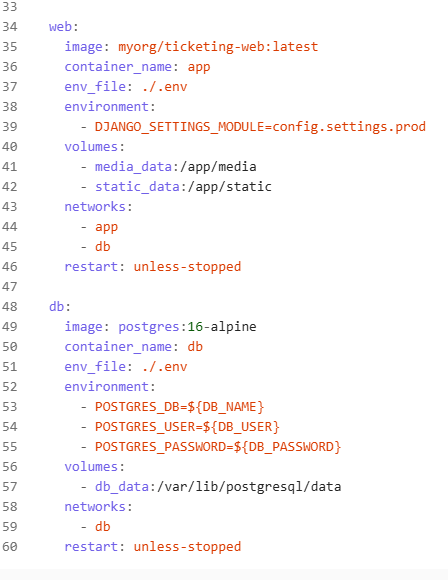 33
34 web:
35 image: myorg/ticketing-web:latest
36 container_name: app
37 env_file: ./.env
38 environment:
39 - DJANGO_SETTINGS_MODULE=config.settings.prod
40 volumes:
41 - media_data:/app/media
42 - static_data:/app/static
43 networks:
44 - app
45 - db
46 restart: unless-stopped
47
48 db:
49 image: postgres:16-alpine
50 container_name: db
51 env_file: ./.env
52 environment:
53 - POSTGRES_DB=${DB_NAME}
54 - POSTGRES_USER=${DB_USER}
55 - POSTGRES_PASSWORD=${DB_PASSWORD}
56 volumes:
57 - db_data:/var/lib/postgresql/data
58 networks:
59 - db
60 restart: unless-stopped